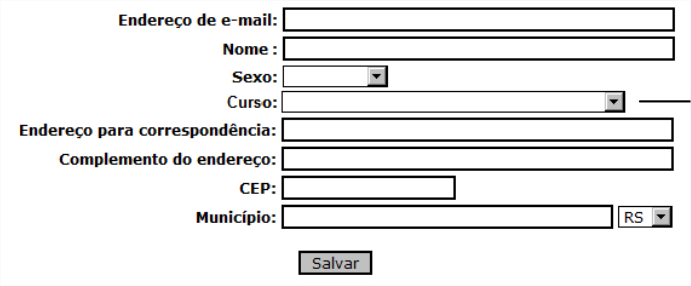 Endereço de e-mail:
Nome :
Sexo:
Curso:
Endereço para correspondência:
Complemento do endereço:
CEP:
Município: RS
Salvar